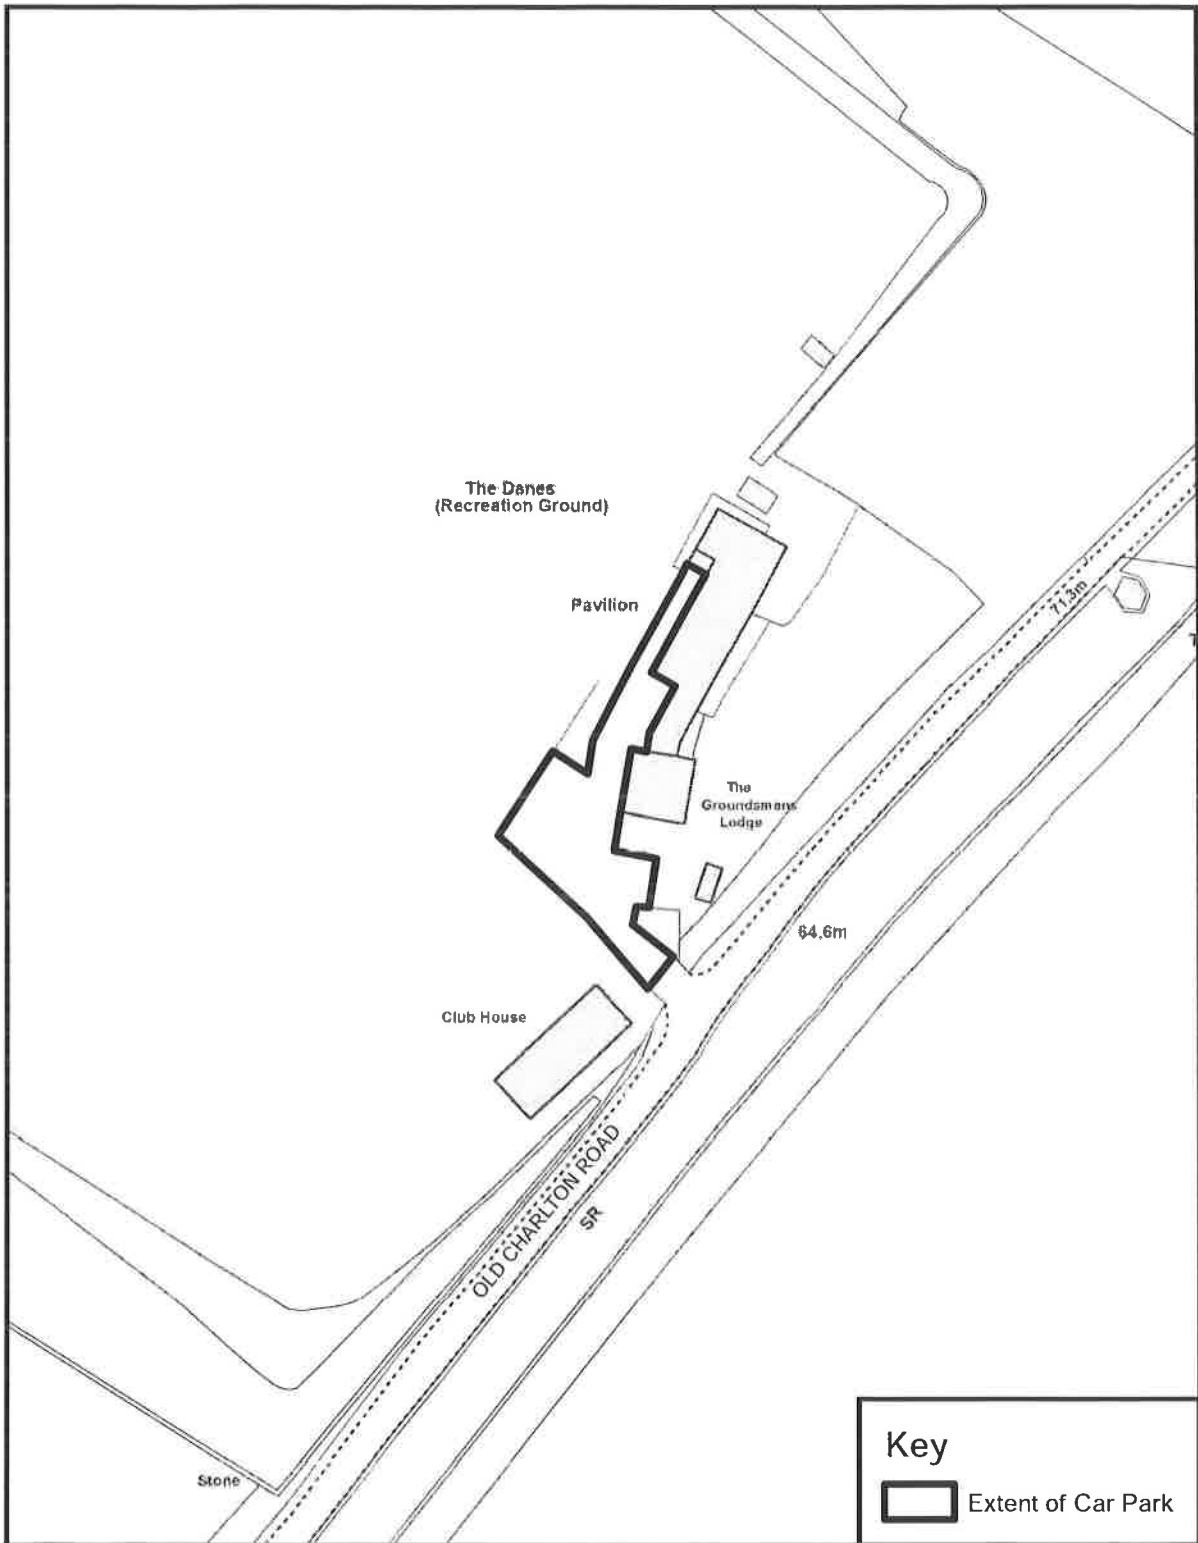 The Danes
(Recreation Ground)
Pavilion
71.3m
The
Groundsmans
Lodge
64.6m
Club House
OLD CHARLTON ROAD
SR
Stone
Key
Extent of Car Park